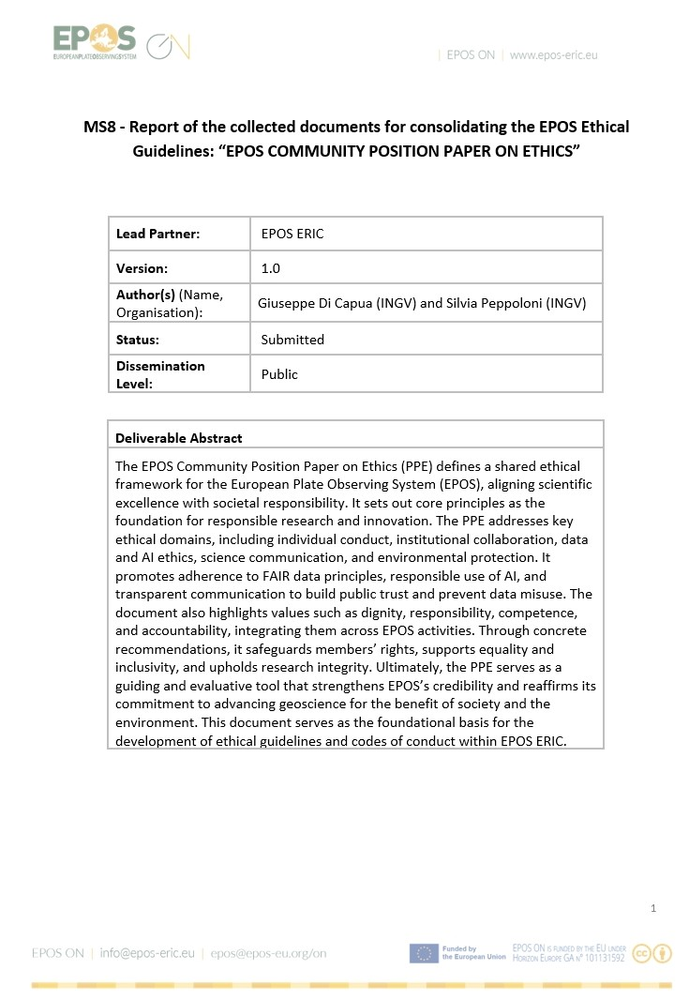 EPOS ON
EUROPEANPLATEOBSERVINGSYSTEM
| EPOS ON | www.epos-eric.eu
MS8 - Report of the collected documents for consolidating the EPOS Ethical
Guidelines: “EPOS COMMUNITY POSITION PAPER ON ETHICS”
Lead Partner: EPOS ERIC
Version: 1.0
Author(s) (Name,
Organisation): Giuseppe Di Capua (INGV) and Silvia Peppoloni (INGV)
Status: Submitted
Dissemination
Level: Public
Deliverable Abstract
The EPOS Community Position Paper on Ethics (PPE) defines a shared ethical
framework for the European Plate Observing System (EPOS), aligning scientific
excellence with societal responsibility. It sets out core principles as the
foundation for responsible research and innovation. The PPE addresses key
ethical domains, including individual conduct, institutional collaboration, data
and AI ethics, science communication, and environmental protection. It
promotes adherence to FAIR data principles, responsible use of AI, and
transparent communication to build public trust and prevent data misuse. The
document also highlights values such as dignity, responsibility, competence,
and accountability, integrating them across EPOS activities. Through concrete
recommendations, it safeguards members’ rights, supports equality and
inclusivity, and upholds research integrity. Ultimately, the PPE serves as a
guiding and evaluative tool that strengthens EPOS’s credibility and reaffirms its
commitment to advancing geoscience for the benefit of society and the
environment. This document serves as the foundational basis for the
development of ethical guidelines and codes of conduct within EPOS ERIC.
1
EPOS ON | info@epos-eric.eu | epos@epos-eu.org/on
Funded by
the European Union
EPOS ON IS FUNDED BY THE EU UNDER
HORIZON EUROPE GA N° 101131592
cc